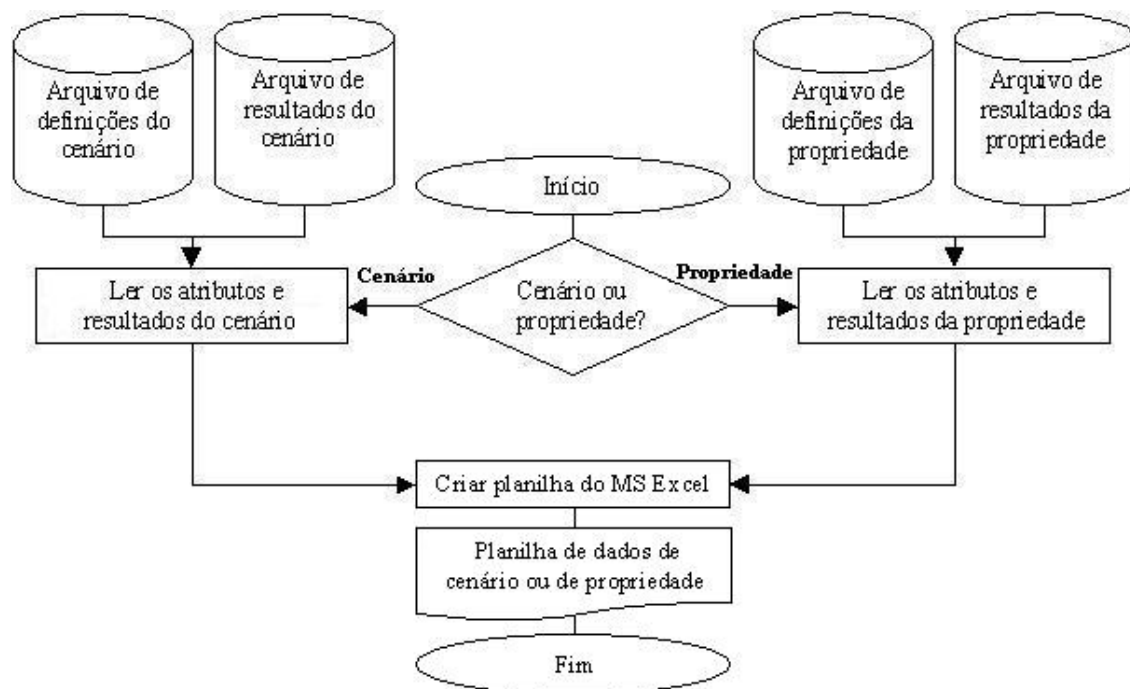 Arquivo de
definições do
cenário
Arquivo de
resultados do
cenário
Arquivo de
definições da
propriedade
Arquivo de
resultados da
propriedade
Início
Cenário
Cenário ou
propriedade?
Propriedade
Ler os atributos e
resultados do cenário
Ler os atributos e
resultados da propriedade
Criar planilha do MS Excel
Planilha de dados de
cenário ou de propriedade
Fim